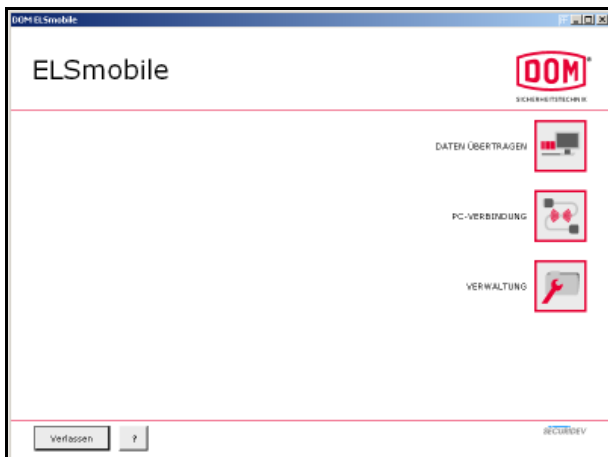 DOM ELSmobile
ELSmobile
DOM®
SICHERHEITSTECHNIK
DATEN ÜBERTRAGEN
PC-VERBINDUNG
VERWALTUNG
Verlassen
?
SECURIDEV